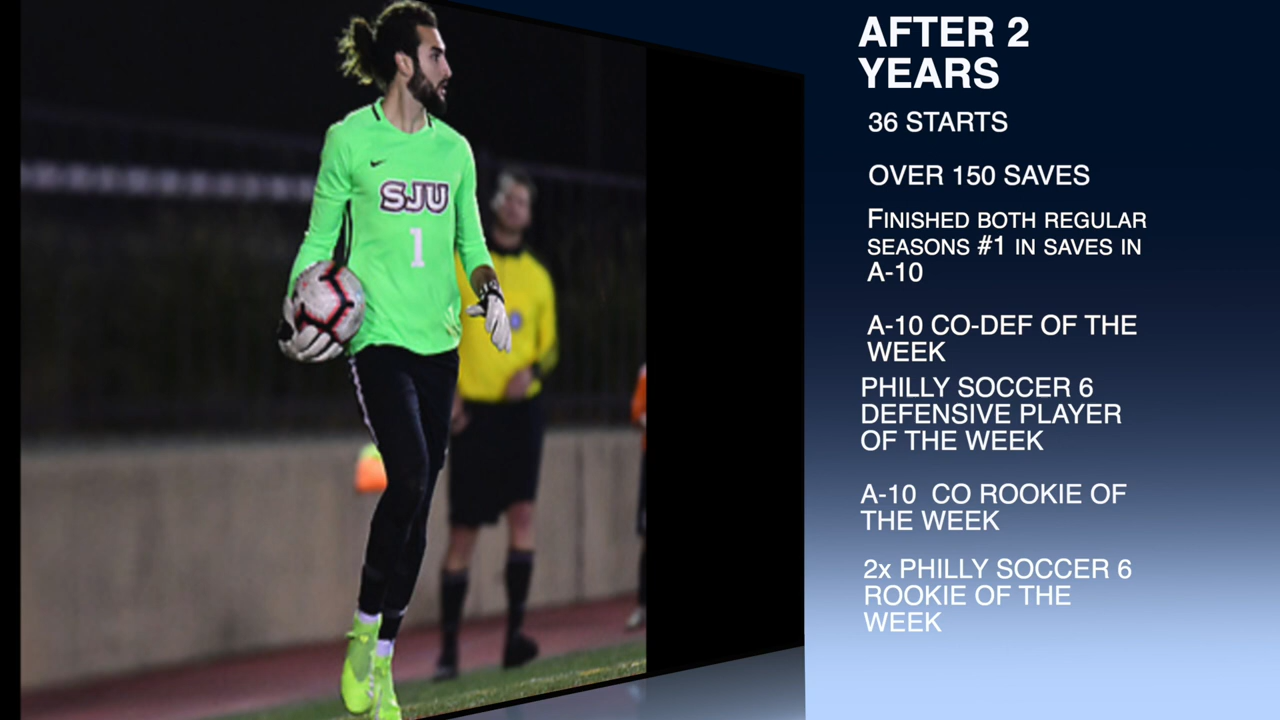 AFTER 2
YEARS
36 STARTS
OVER 150 SAVES
FINISHED BOTH REGULAR
SEASONS #1 IN SAVES IN
A-10
A-10 CO-DEF OF THE
WEEK
PHILLY SOCCER 6
DEFENSIVE PLAYER
OF THE WEEK
A-10 CO ROOKIE OF
THE WEEK
2x PHILLY SOCCER 6
ROOKIE OF THE
WEEK
SJU
1